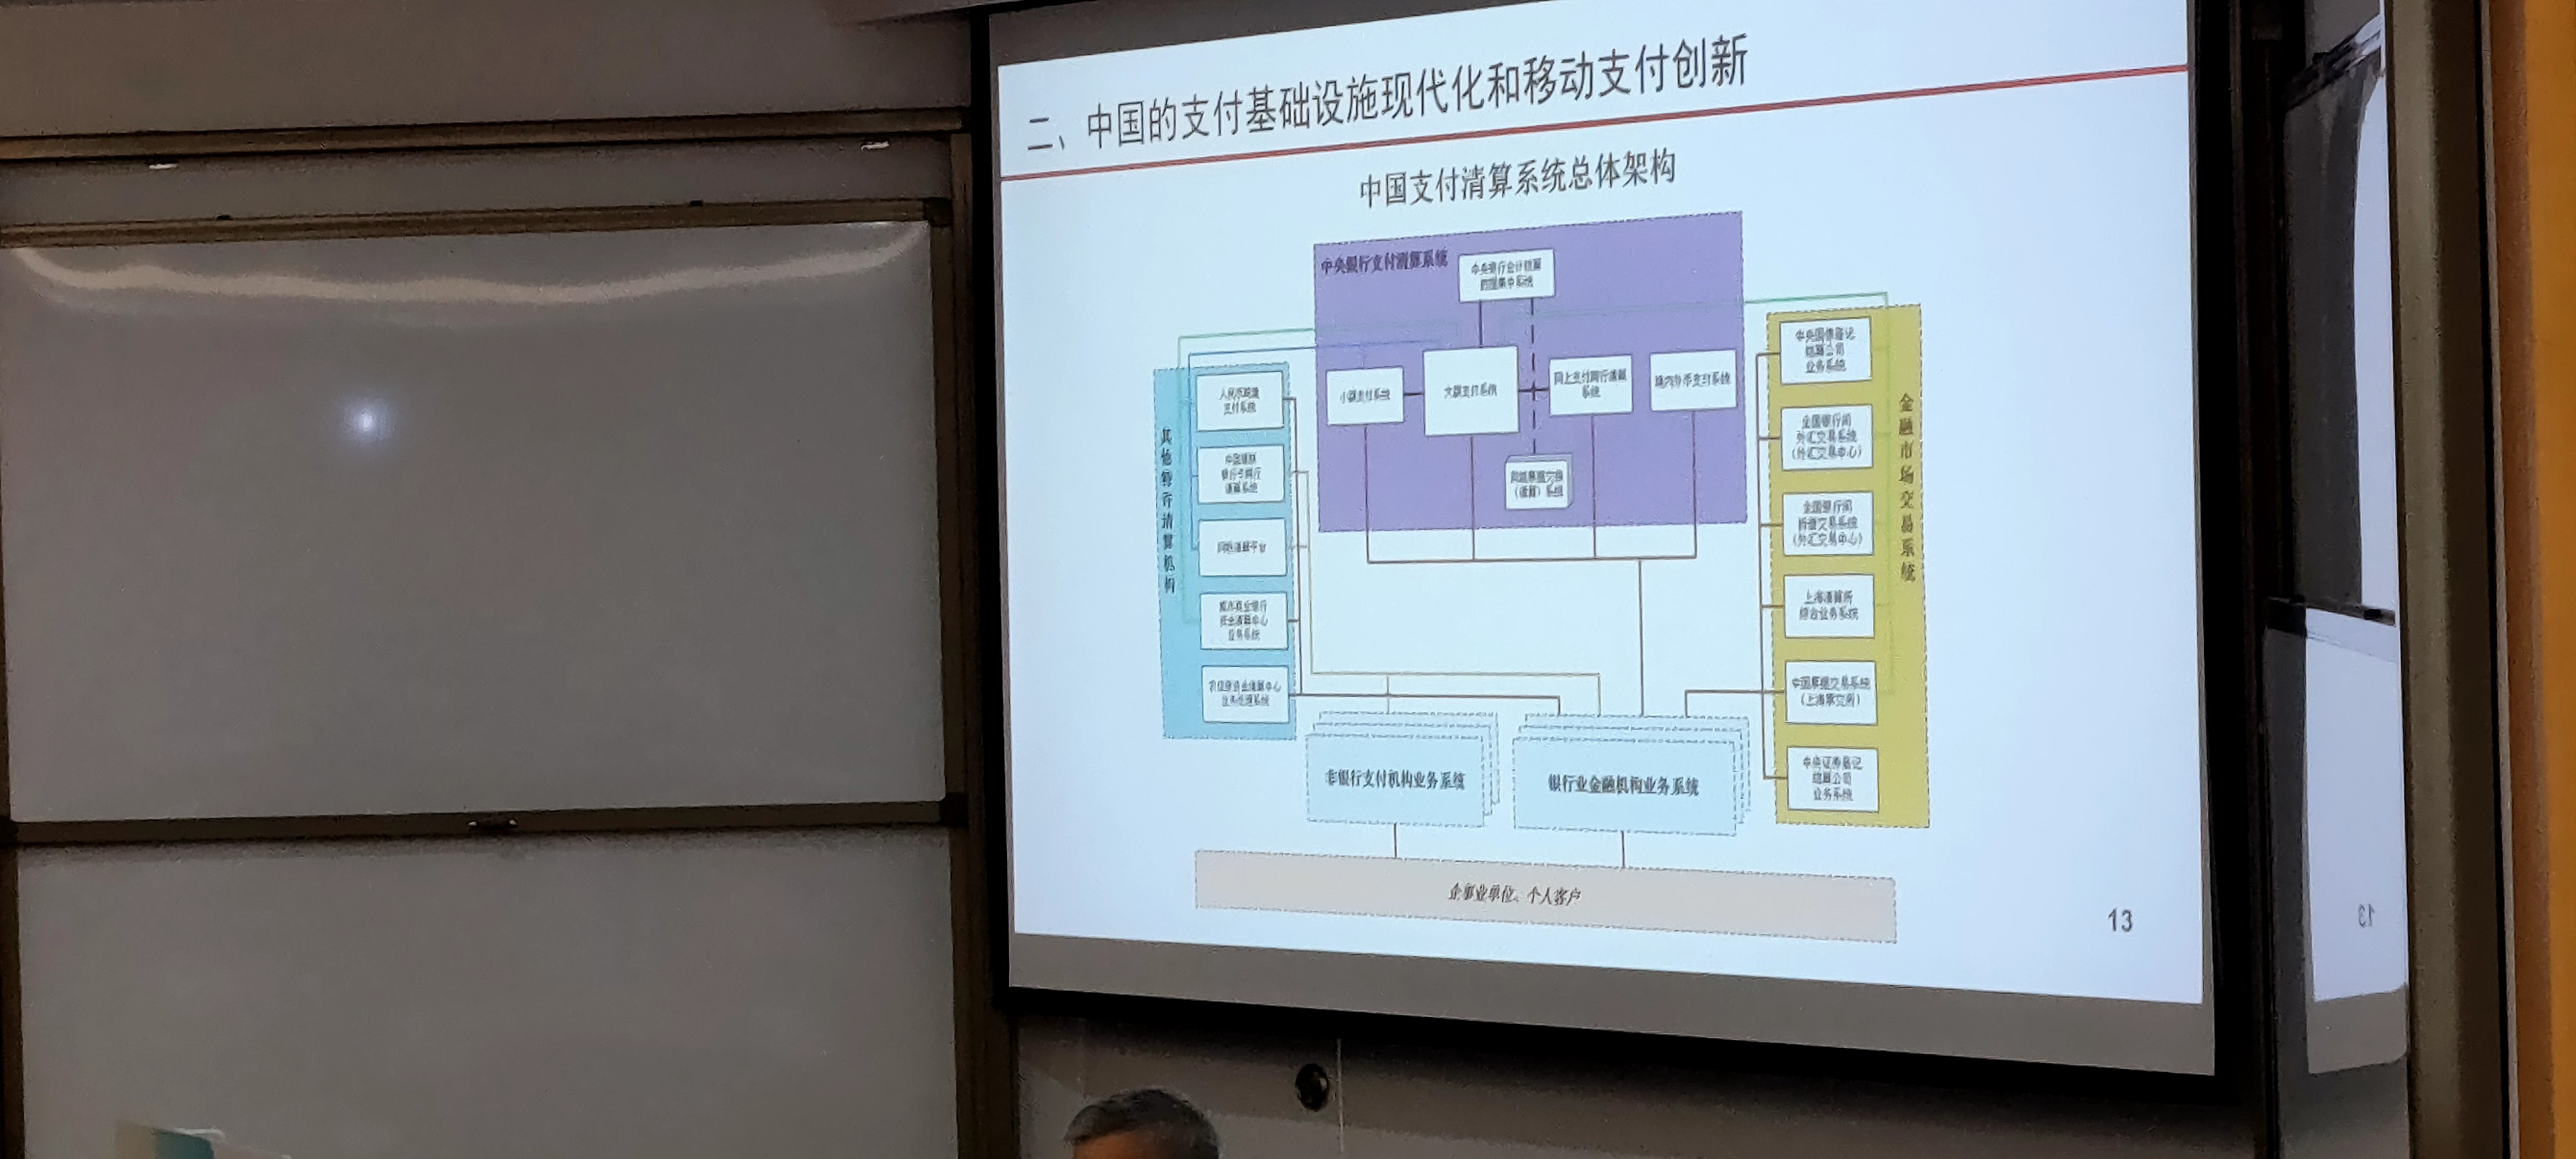 二、中国的支付基础设施现代化和移动支付创新
中国支付清算系统总体架构
中央银行支付清算系统
中央银行会计核算
数据集中系统
小额支付系统
大额支付系统
网上支付跨行清算
系统
境内外币支付系统
同城票据交换
（清算）系统
其他特许清算机构
人民币跨境
支付系统
中国银联
银行卡跨行
清算系统
网联清算平台
城市商业银行
资金清算中心
业务系统
农信银资金清算中心
业务处理系统
金融市场交易系统
中央国债登记
结算公司
业务系统
全国银行间
外汇交易系统
（外汇交易中心）
全国银行间
拆借交易系统
（外汇交易中心）
上海清算所
综合业务系统
中国票据交易系统
（上海票交所）
中央证券登记
结算公司
业务系统
非银行支付机构业务系统
银行业金融机构业务系统
企事业单位、个人客户
13